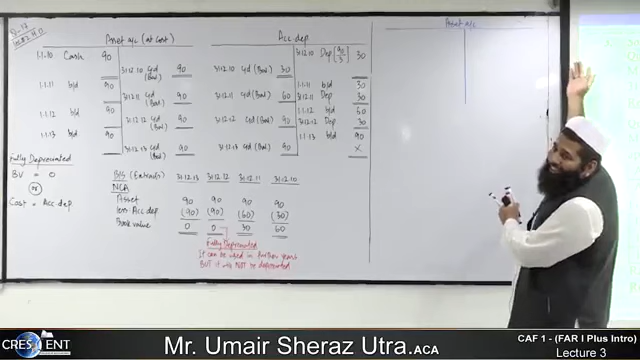 Asset a/c (at cost)
1.1.10 Cash 90
31.12.10 c/d (Bal) 90
1.1.11 b/d 90
31.12.11 c/d (Bal) 90
1.1.12 b/d 90
31.12.12 c/d (Bal) 90
1.1.13 b/d 90
31.12.13 c/d (Bal) 90
Acc dep
31.12.10 c/d (Bal) 30
31.12.10 Dep [90/3] 30
1.1.11 b/d 30
31.12.11 c/d (Bal) 60
31.12.11 Dep 30
1.1.12 b/d 60
31.12.12 c/d (Bal) 90
31.12.12 Dep 30
1.1.13 b/d 90
31.12.13 c/d (Bal) 90
X
Asset a/c
Fully Depreciated
BV = 0
or
Cost = Acc dep.
B/S (Extracts) 31.12.13 31.12.12 31.12.11 31.12.10
NCA
Asset 90 90 90 90
less: Acc dep (90) (90) (60) (30)
Book value 0 0 30 60
Fully Depreciated
It can be used in further years
BUT it will NOT be depreciated
CRESCENT
Mr. Umair Sheraz Utra.ACA
CAF 1 - (FAR I Plus Intro)
Lecture 3